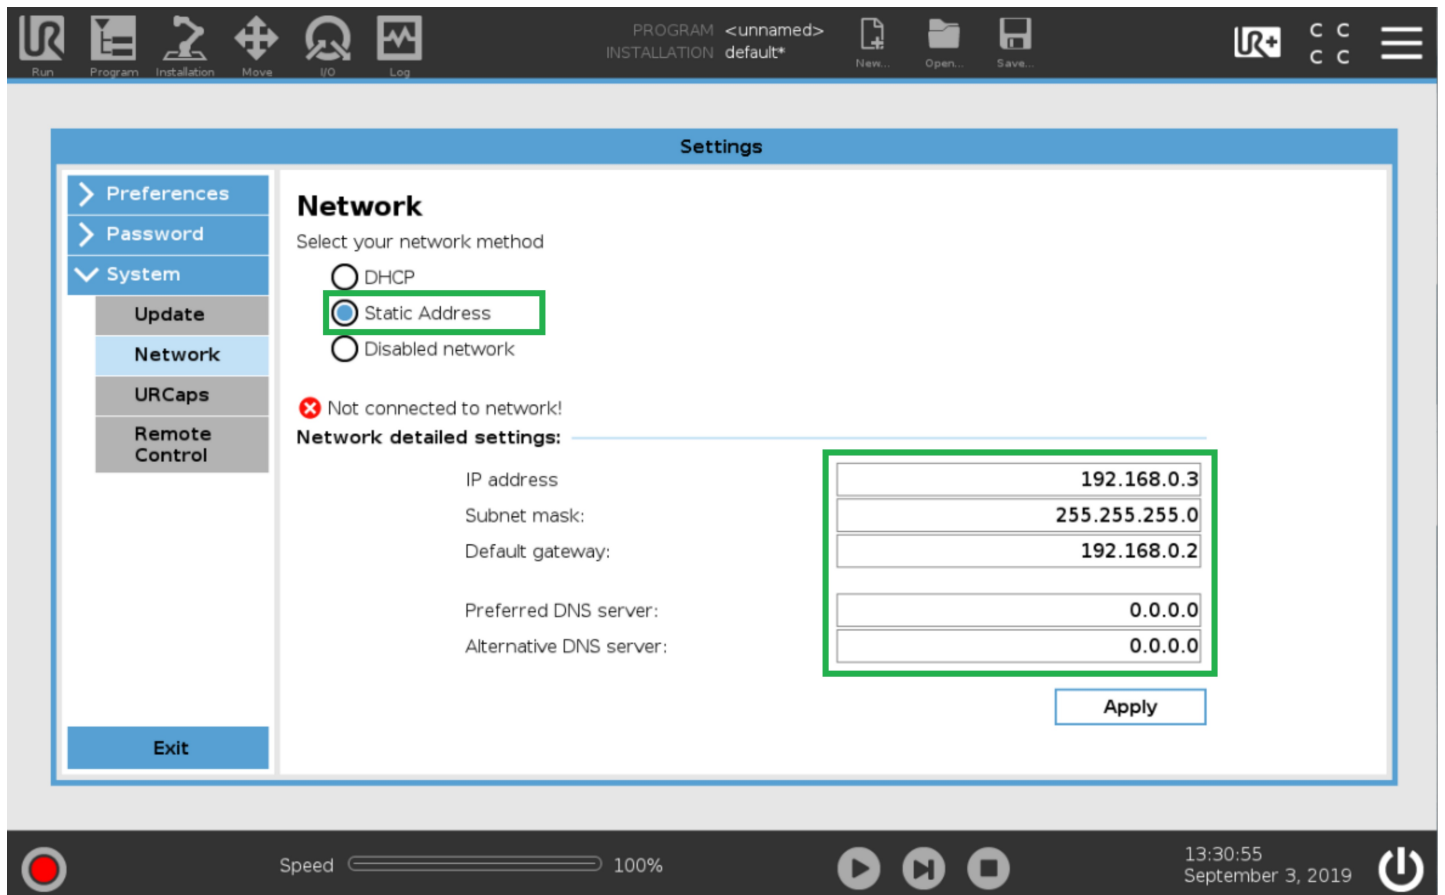 UR
Run
Program
Installation
Move
I/O
Log
PROGRAM <unnamed>
INSTALLATION default*
New...
Open...
Save...
UR+
C C
C C
Settings
Preferences
Password
System
Update
Network
URCaps
Remote
Control
Exit
Network
Select your network method
DHCP
Static Address
Disabled network
Not connected to network!
Network detailed settings:
IP address 192.168.0.3
Subnet mask: 255.255.255.0
Default gateway: 192.168.0.2
Preferred DNS server: 0.0.0.0
Alternative DNS server: 0.0.0.0
Apply
Speed 100%
13:30:55
September 3, 2019